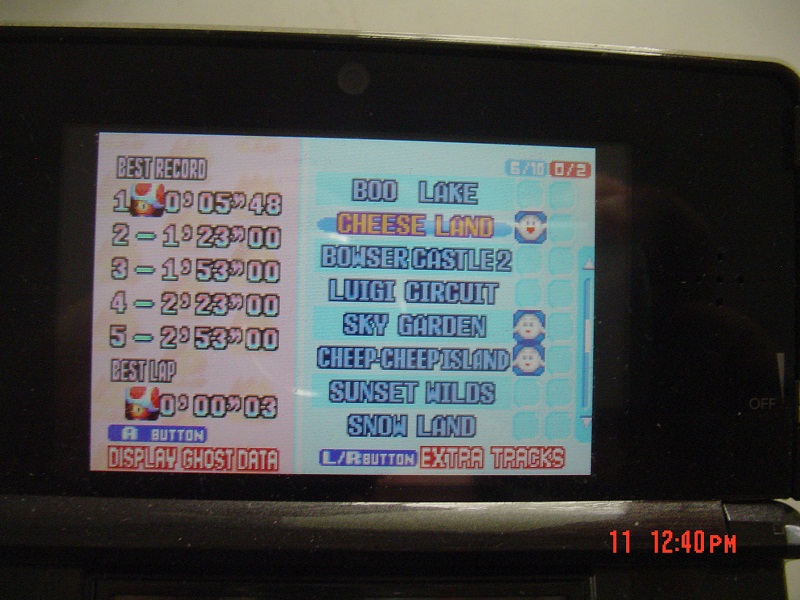 BEST RECORD
1 0'05"48
2 - 1'23"00
3 - 1'53"00
4 - 2'23"00
5 - 2'53"00
BEST LAP
0'00"03
A BUTTON
DISPLAY GHOST DATA
6/10 0/2
BOO LAKE
CHEESE LAND
BOWSER CASTLE 2
LUIGI CIRCUIT
SKY GARDEN
CHEEP-CHEEP ISLAND
SUNSET WILDS
SNOW LAND
L/R BUTTON EXTRA TRACKS
OFF
11 12:40PM